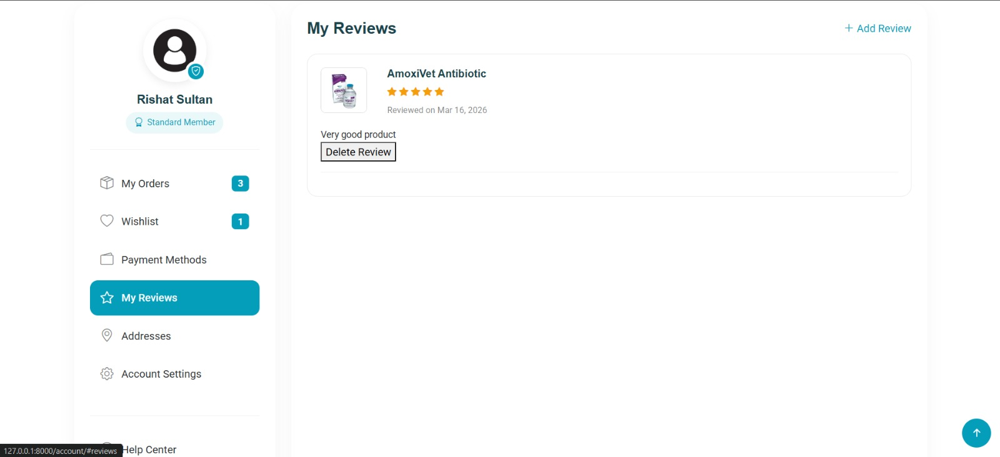 Rishat Sultan
Standard Member
My Orders
3
Wishlist
1
Payment Methods
My Reviews
Addresses
Account Settings
Help Center
127.0.0.1:8000/account/#reviews
My Reviews
+ Add Review
AmoxiVet Antibiotic
Reviewed on Mar 16, 2026
Very good product
Delete Review